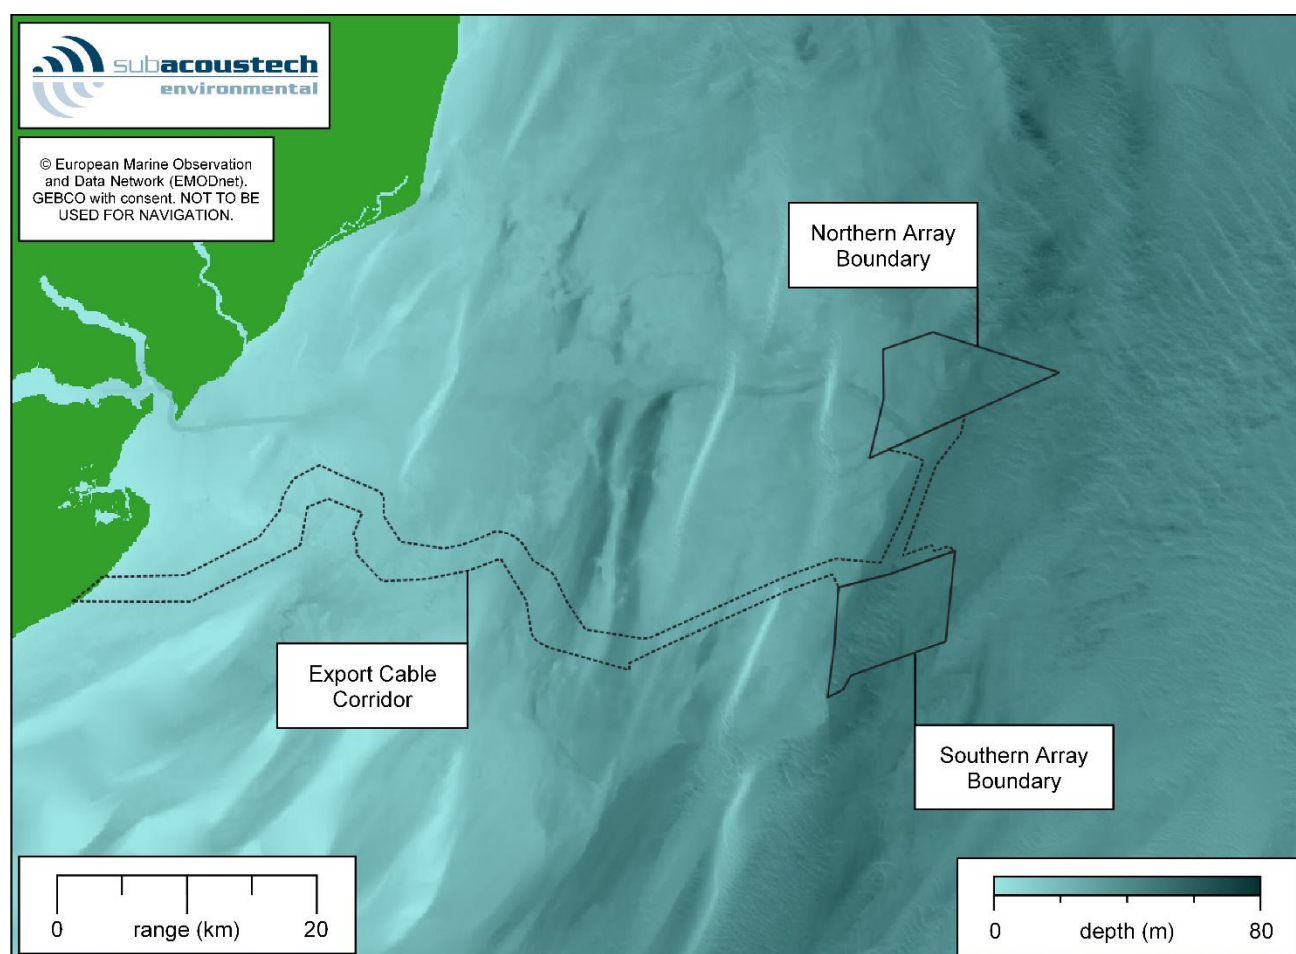 subacoustech
environmental
© European Marine Observation
and Data Network (EMODnet).
GEBCO with consent. NOT TO BE
USED FOR NAVIGATION.
Northern Array
Boundary
Export Cable
Corridor
Southern Array
Boundary
0 range (km) 20
0 depth (m) 80